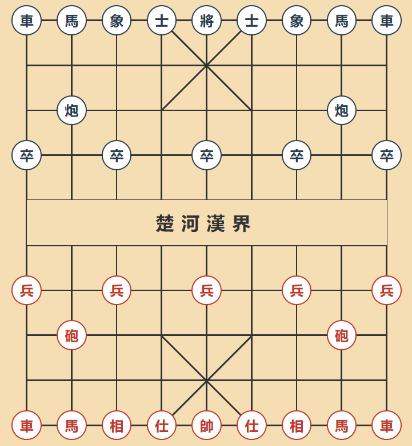 車馬象士將士象馬車
炮炮
卒卒卒卒卒
楚河漢界
兵兵兵兵兵
砲砲
車馬相仕帥仕相馬車